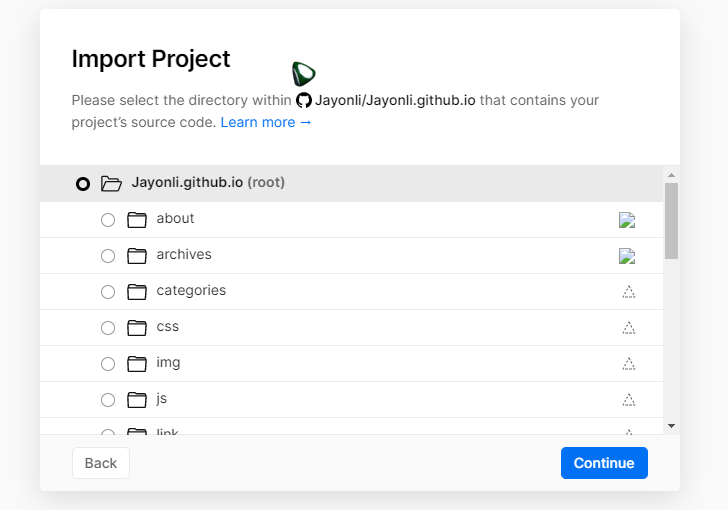 Import Project
Please select the directory within Jayonli/Jayonli.github.io that contains your
project's source code. Learn more →
Jayonli.github.io (root)
about
archives
categories
css
img
js
link
Back
Continue